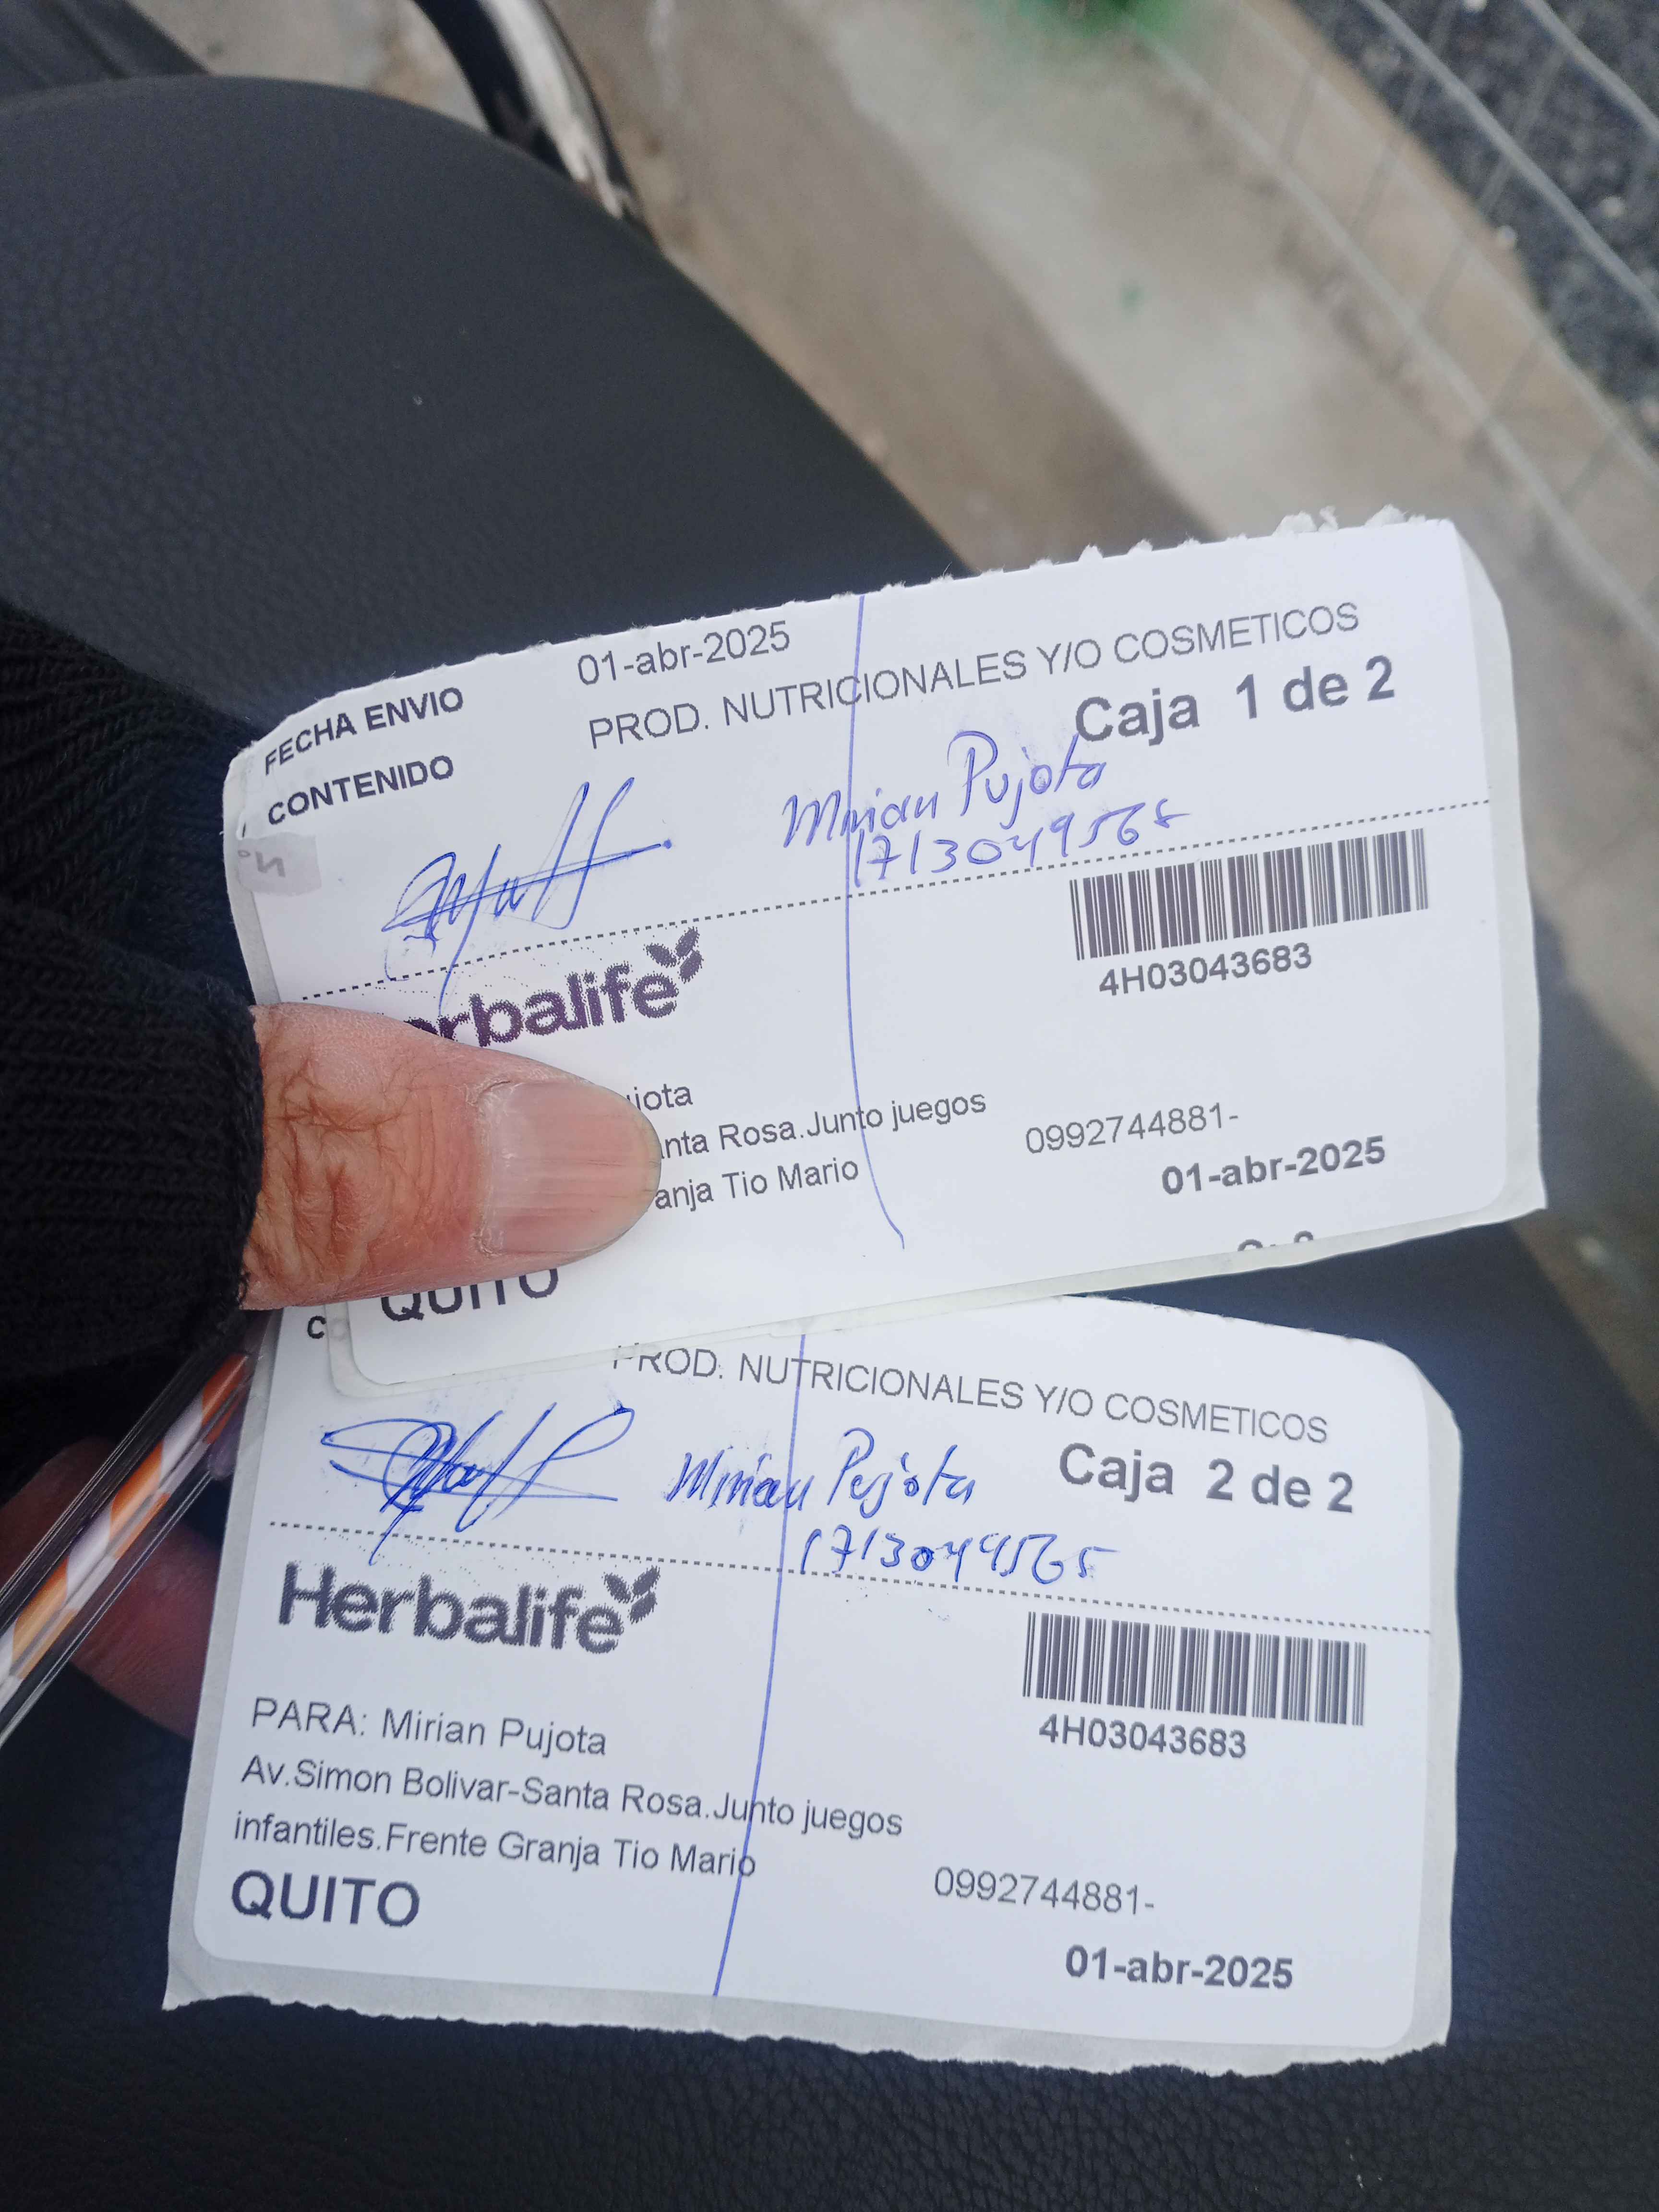 FECHA ENVIO 01-abr-2025
CONTENIDO PROD. NUTRICIONALES Y/O COSMETICOS
Caja 1 de 2
Mirian Pujota
1713049565
4H03043683
Santa Rosa.Junto juegos
Tio Mario
0992744881-
01-abr-2025
QUITO
PROD. NUTRICIONALES Y/O COSMETICOS
Caja 2 de 2
Mirian Pujota
1713049565
Herbalife
4H03043683
PARA: Mirian Pujota
Av.Simon Bolivar-Santa Rosa.Junto juegos
infantiles.Frente Granja Tio Mario
QUITO
0992744881-
01-abr-2025